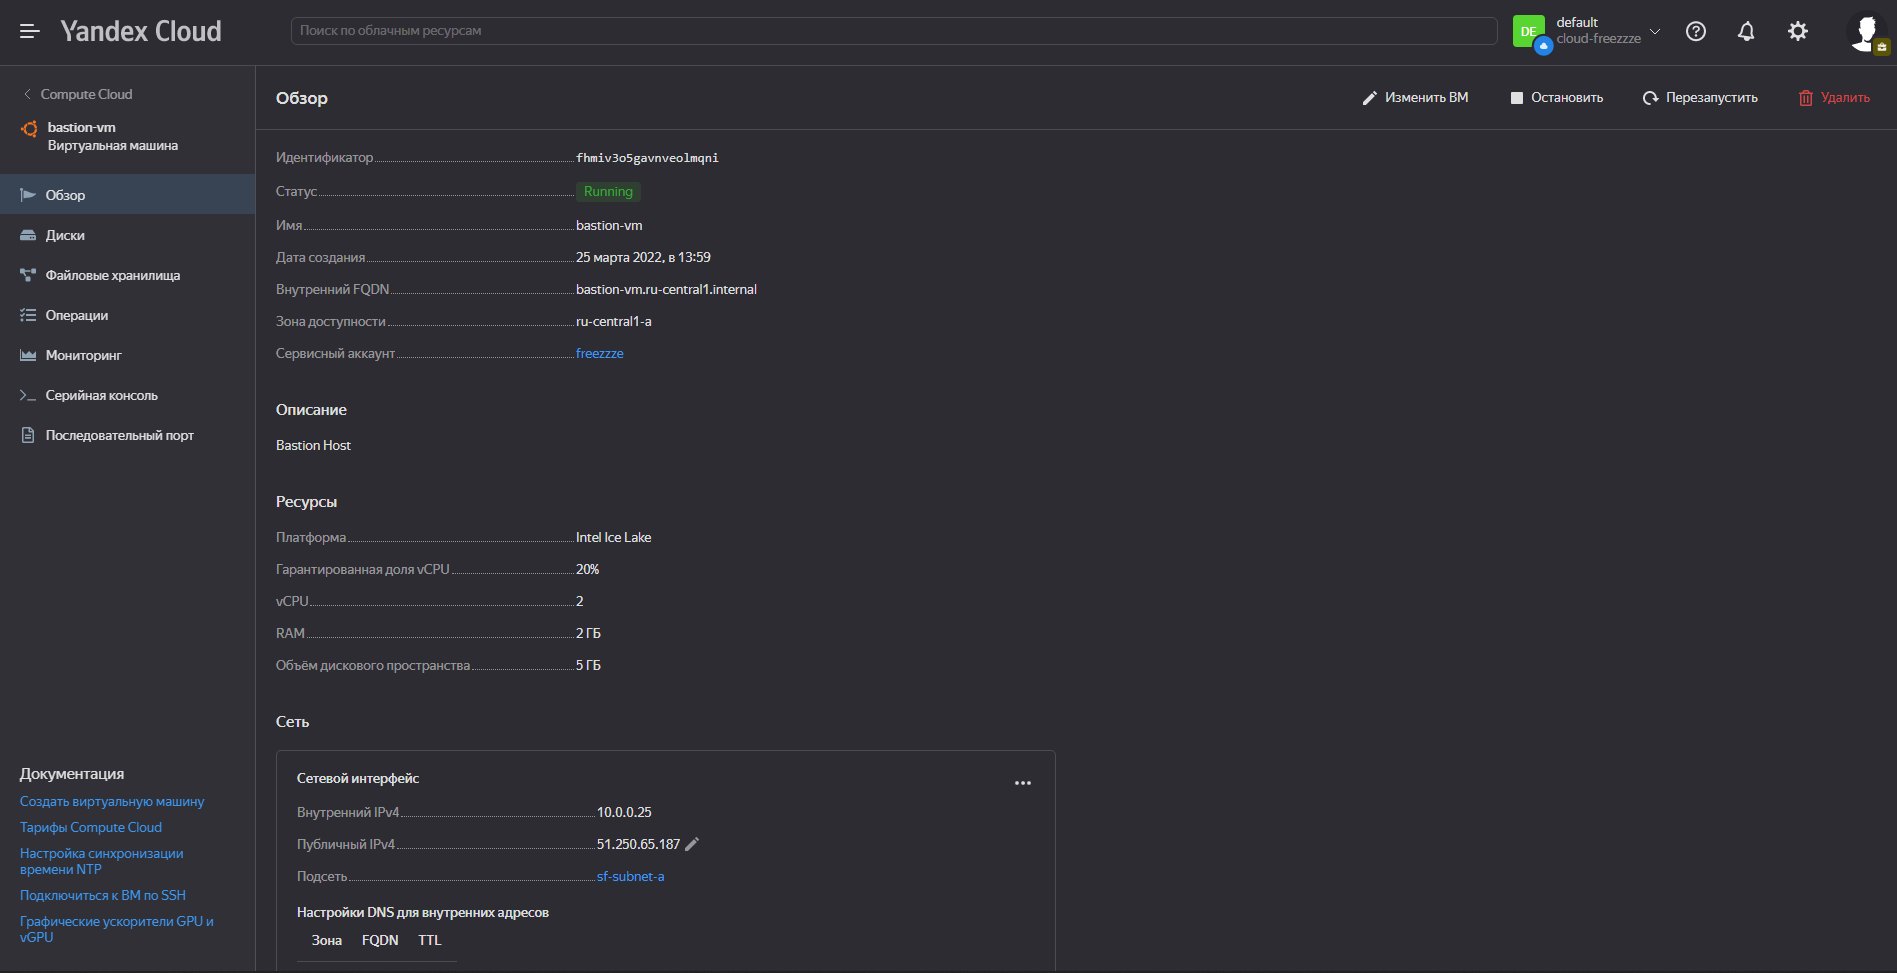 Yandex Cloud
Поиск по облачным ресурсам
DE
default
cloud-freezzze
Compute Cloud
bastion-vm
Виртуальная машина
Обзор
Диски
Файловые хранилища
Операции
Мониторинг
Серийная консоль
Последовательный порт
Документация
Создать виртуальную машину
Тарифы Compute Cloud
Настройка синхронизации
времени NTP
Подключиться к ВМ по SSH
Графические ускорители GPU и
vGPU
Обзор
Изменить ВМ
Остановить
Перезапустить
Удалить
Идентификатор fhmiv3o5gavnveolmqni
Статус Running
Имя bastion-vm
Дата создания 25 марта 2022, в 13:59
Внутренний FQDN bastion-vm.ru-central1.internal
Зона доступности ru-central1-a
Сервисный аккаунт freezzze
Описание
Bastion Host
Ресурсы
Платформа Intel Ice Lake
Гарантированная доля vCPU 20%
vCPU 2
RAM 2 ГБ
Объём дискового пространства 5 ГБ
Сеть
Сетевой интерфейс
Внутренний IPv4 10.0.0.25
Публичный IPv4 51.250.65.187
Подсеть sf-subnet-a
Настройки DNS для внутренних адресов
Зона FQDN TTL